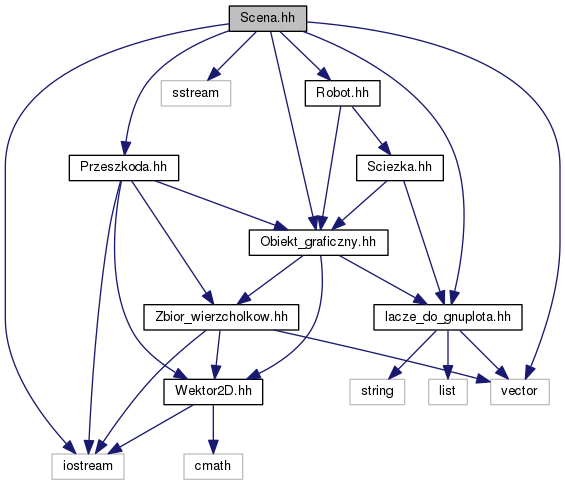 Scena.hh
sstream
Robot.hh
Przeszkoda.hh
Sciezka.hh
Obiekt_graficzny.hh
Zbior_wierzcholkow.hh
lacze_do_gnuplota.hh
Wektor2D.hh
string
list
vector
iostream
cmath